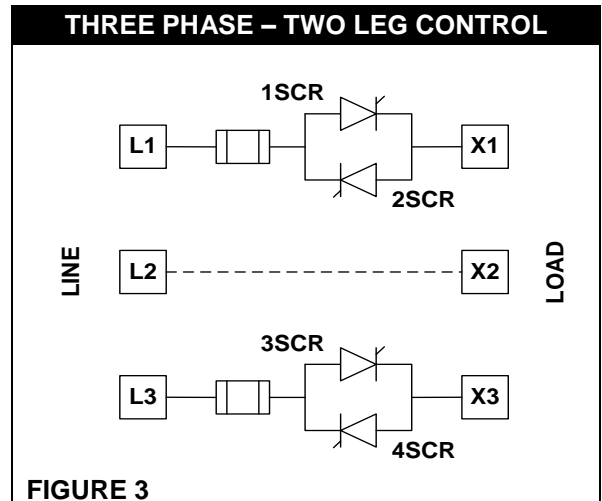 THREE PHASE – TWO LEG CONTROL
1SCR
L1
X1
2SCR
LINE
L2
X2
LOAD
3SCR
L3
X3
4SCR
FIGURE 3